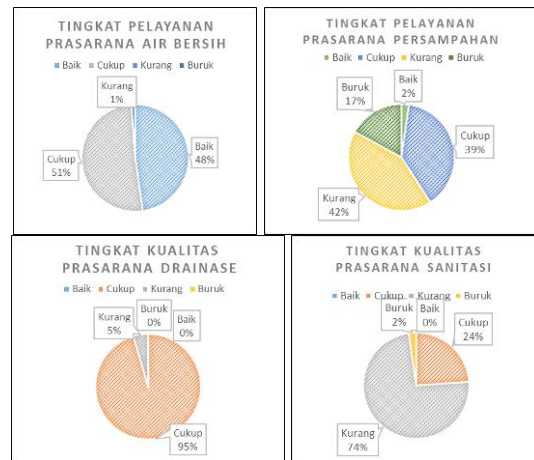 TINGKAT PELAYANAN
PRASARANA AIR BERSIH
Baik Cukup Kurang Buruk
Kurang
1%
Cukup
51%
Baik
48%
TINGKAT PELAYANAN
PRASARANA PERSAMPAHAN
Baik Cukup Kurang Buruk
Buruk
17%
Baik
2%
Cukup
39%
Kurang
42%
TINGKAT KUALITAS
PRASARANA DRAINASE
Baik Cukup Kurang Buruk
Kurang
5%
Buruk
0%
Baik
0%
Cukup
95%
TINGKAT KUALITAS
PRASARANA SANITASI
Baik Cukup Kurang Buruk
Buruk
2%
Baik
0%
Cukup
24%
Kurang
74%